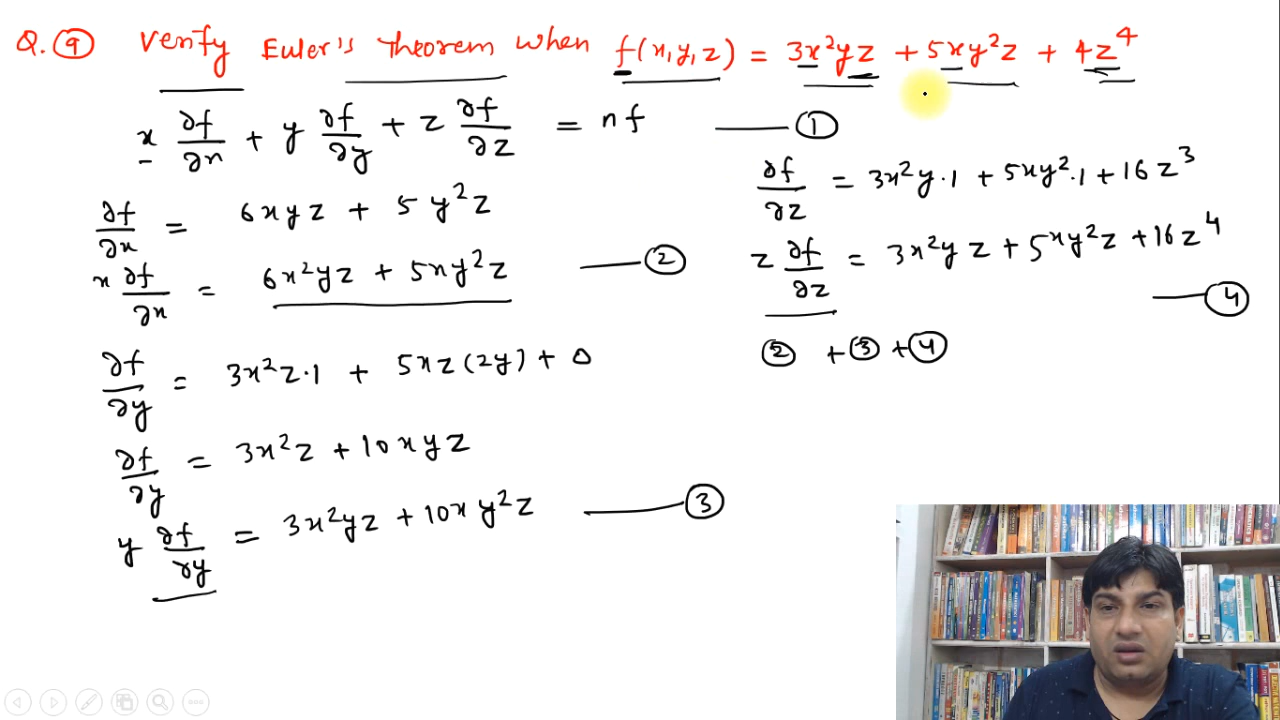 Q. ⑨ Verify Euler's Theorem when f(x,y,z) = 3x²yz + 5xy²z + 4z⁴
x ∂f/∂x + y ∂f/∂y + z ∂f/∂z = nf —— ①
∂f/∂x = 6xyz + 5y²z
x ∂f/∂x = 6x²yz + 5xy²z —— ②
∂f/∂y = 3x²z·1 + 5xz(2y) + 0
∂f/∂y = 3x²z + 10xyz
y ∂f/∂y = 3x²yz + 10xy²z —— ③
∂f/∂z = 3x²y·1 + 5xy²·1 + 16z³
z ∂f/∂z = 3x²yz + 5xy²z + 16z⁴
—— ④
② + ③ + ④